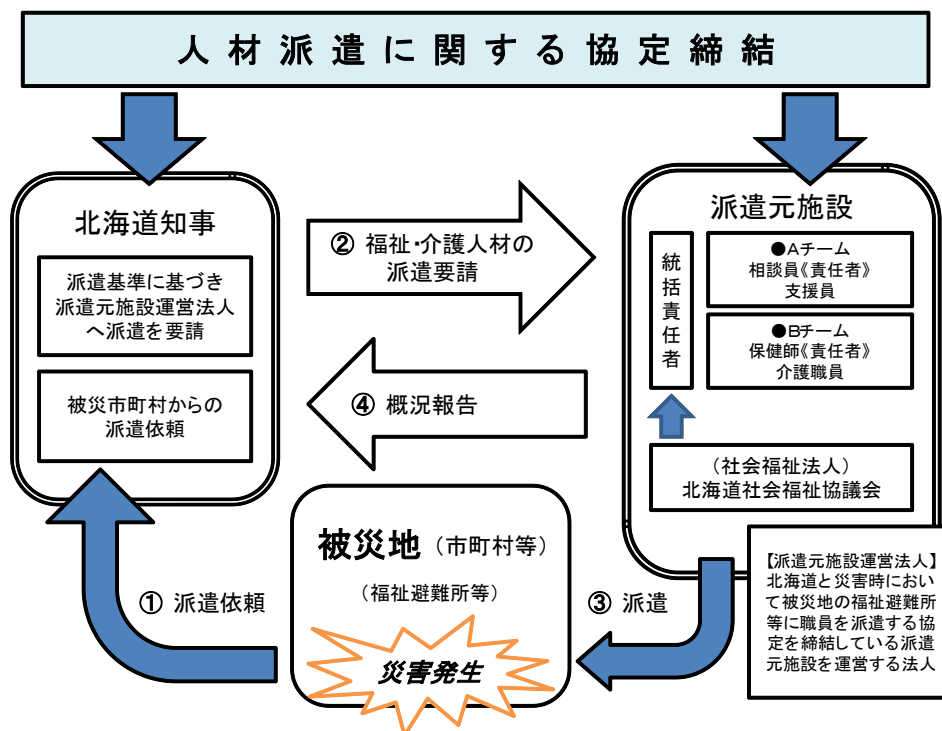 人材派遣に関する協定締結
北海道知事
派遣基準に基づき
派遣元施設運営法人
へ派遣を要請
被災市町村からの
派遣依頼
② 福祉・介護人材の
派遣要請
④ 概況報告
派遣元施設
統括責任者
●Aチーム
相談員《責任者》
支援員
●Bチーム
保健師《責任者》
介護職員
（社会福祉法人）
北海道社会福祉協議会
① 派遣依頼
被災地（市町村等）
（福祉避難所等）
災害発生
③ 派遣
【派遣元施設運営法人】
北海道と災害時におい
て被災地の福祉避難所
等に職員を派遣する協
定を締結している派遣
元施設を運営する法人